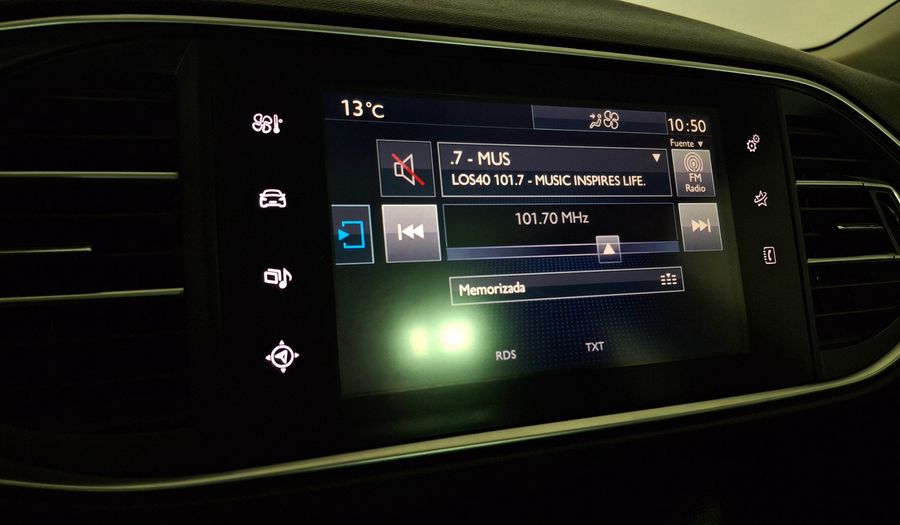 13°C
10:50
Fuente ▼
.7 - MUS
LOS40 101.7 - MUSIC INSPIRES LIFE.
FM
Radio
101.70 MHz
Memorizada
RDS
TXT